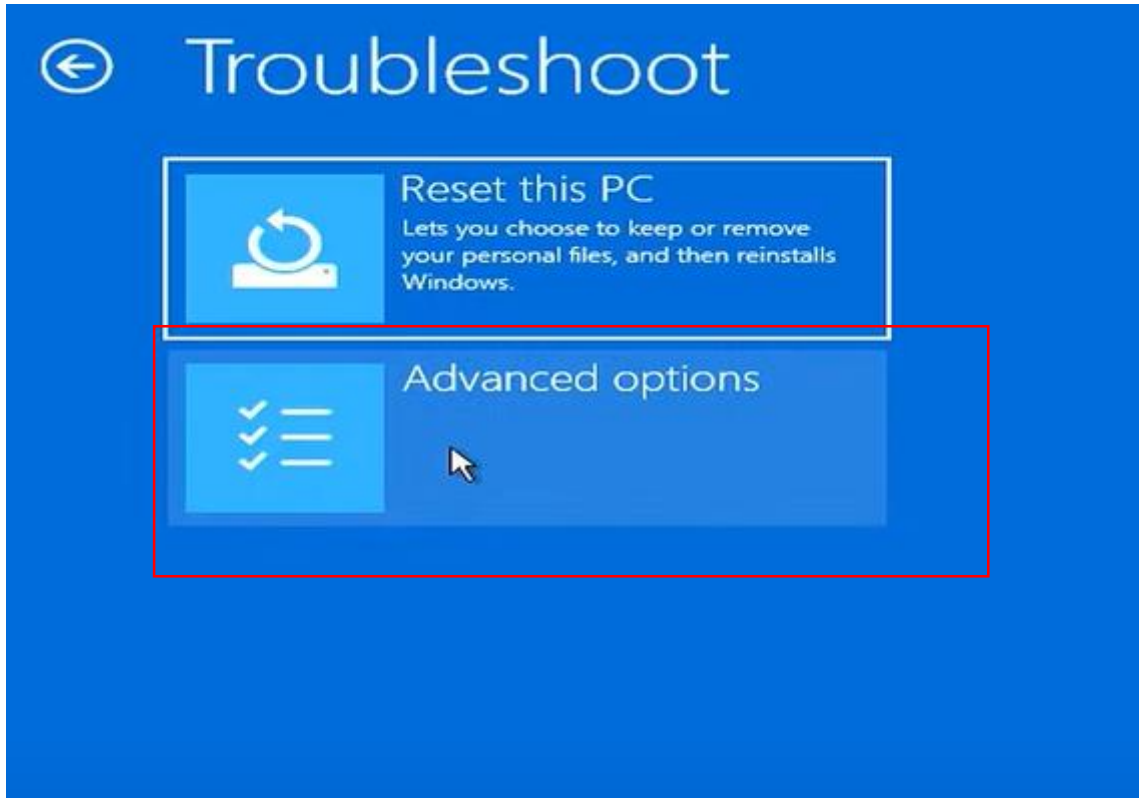 Troubleshoot
Reset this PC
Lets you choose to keep or remove
your personal files, and then reinstalls
Windows.
Advanced options